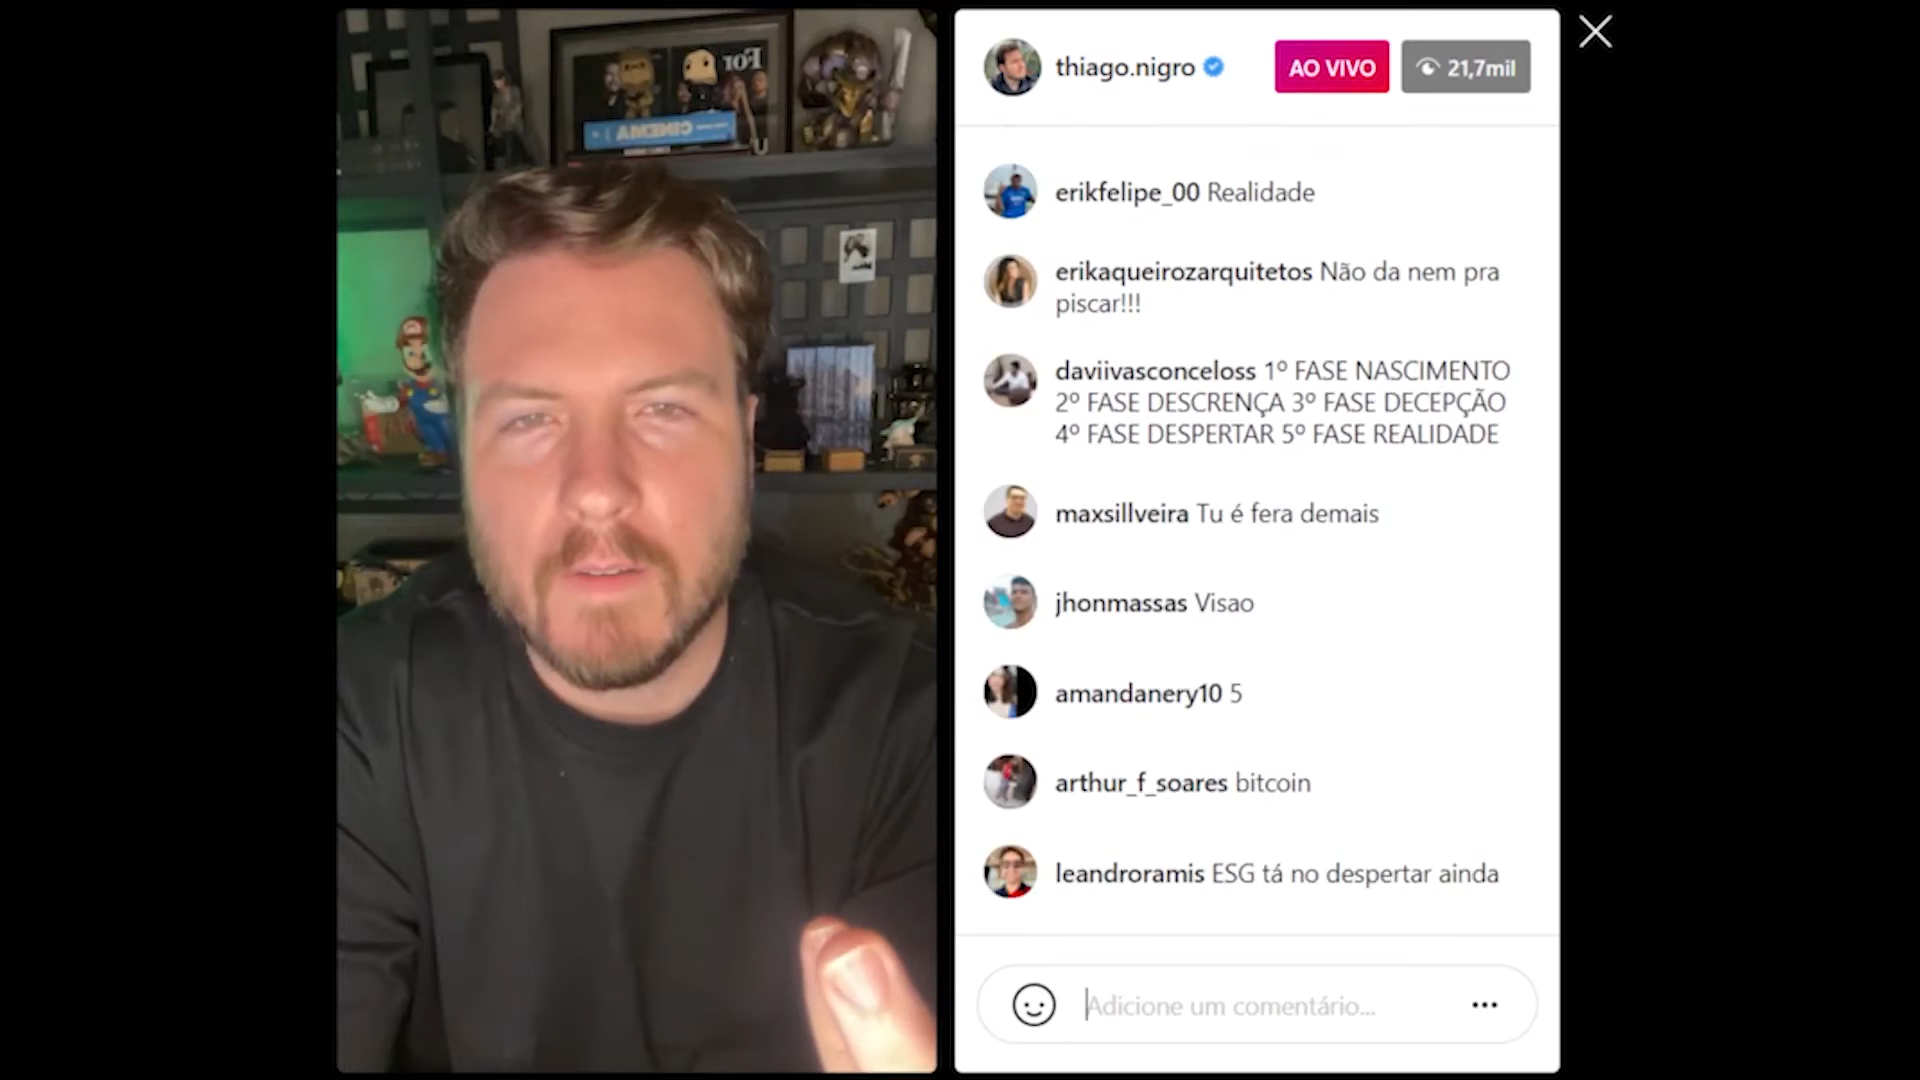 For
CINEMA
thiago.nigro
AO VIVO
21,7mil
erikfelipe_00 Realidade
erikaqueirozarquitetos Não da nem pra
piscar!!!
daviivasconceloss 1º FASE NASCIMENTO
2º FASE DESCRENÇA 3º FASE DECEPÇÃO
4º FASE DESPERTAR 5º FASE REALIDADE
maxsillveira Tu é fera demais
jhonmassas Visao
amandanery10 5
arthur_f_soares bitcoin
leandroramis ESG tá no despertar ainda
Adicione um comentário...